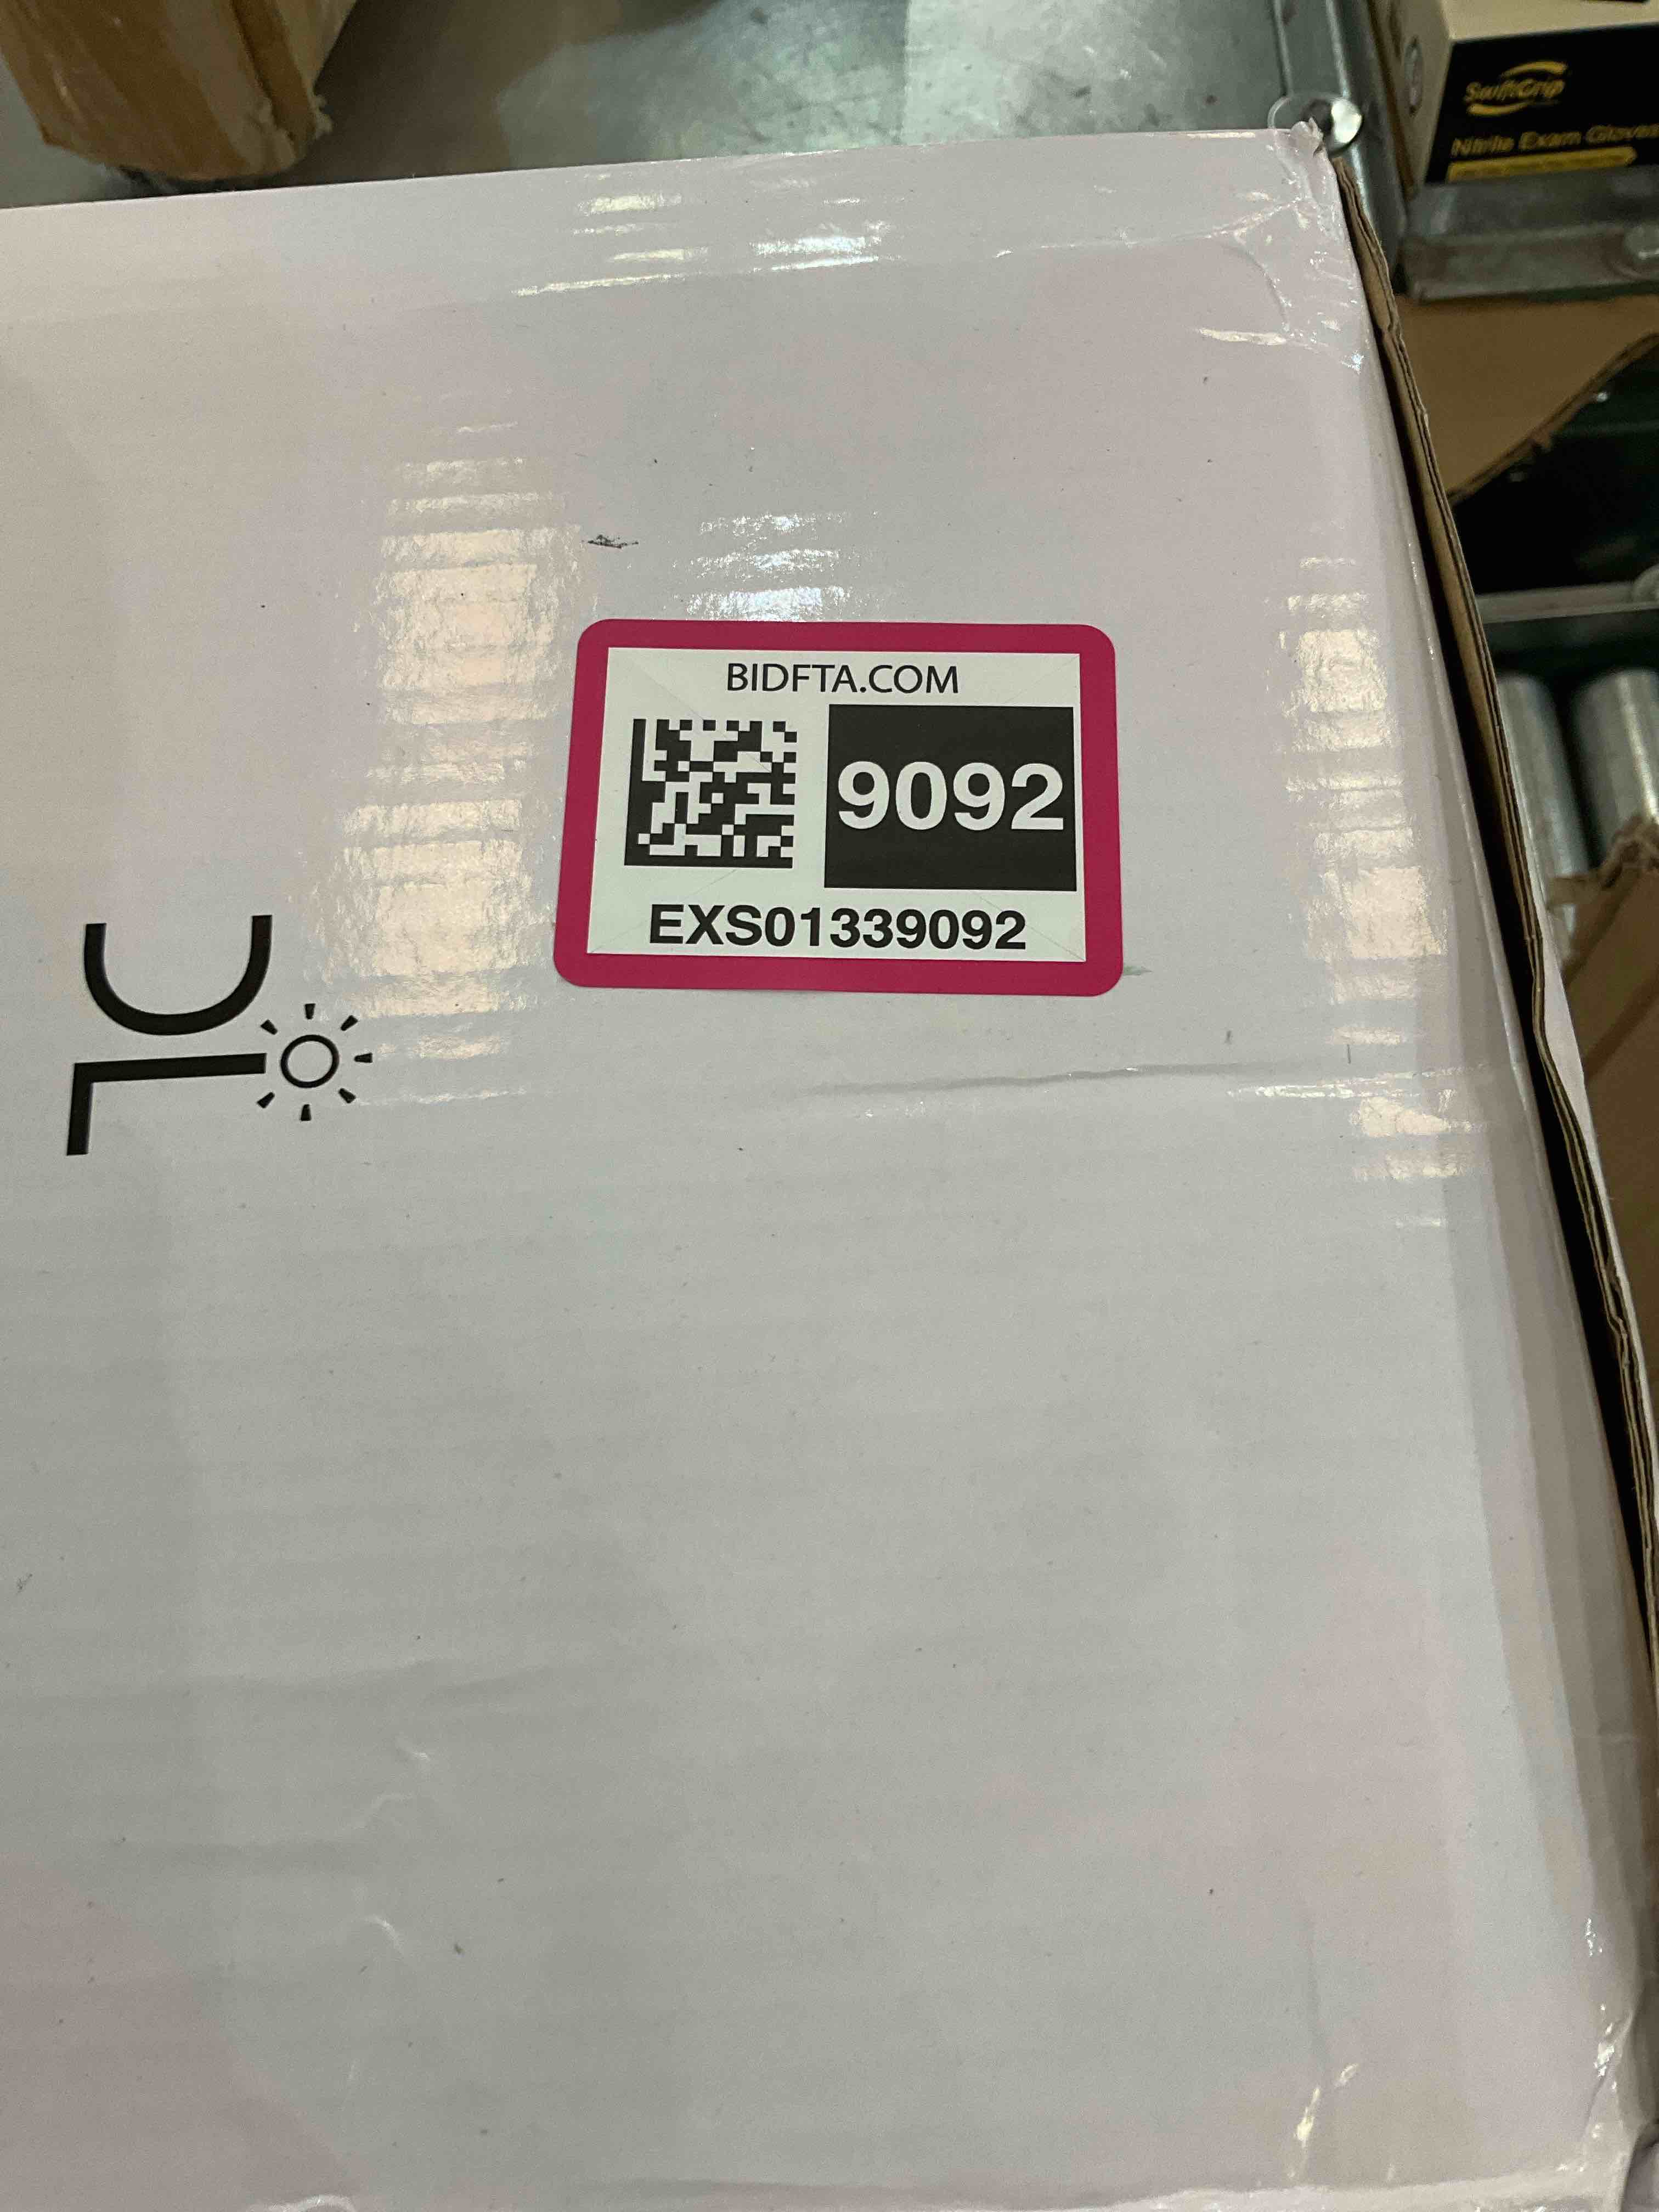 SwiftGrip
Nitrile Exam Gloves
BIDFTA.COM
9092
EXS01339092